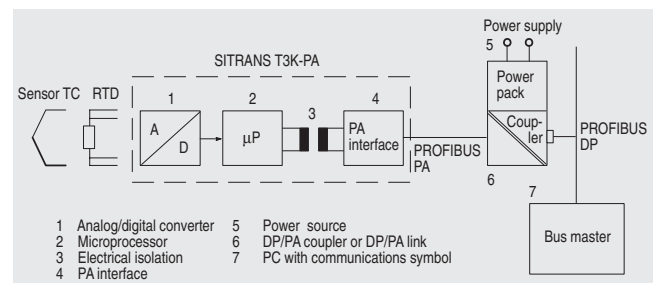 Power supply
5
SITRANS T3K-PA
Sensor TC RTD
1
2
3
4
Power
pack
A
D
µP
PA
interface
Coup-
ler
PROFIBUS
PA
PROFIBUS
DP
6
7
Bus master
1 Analog/digital converter
2 Microprocessor
3 Electrical isolation
4 PA interface
5 Power source
6 DP/PA coupler or DP/PA link
7 PC with communications symbol